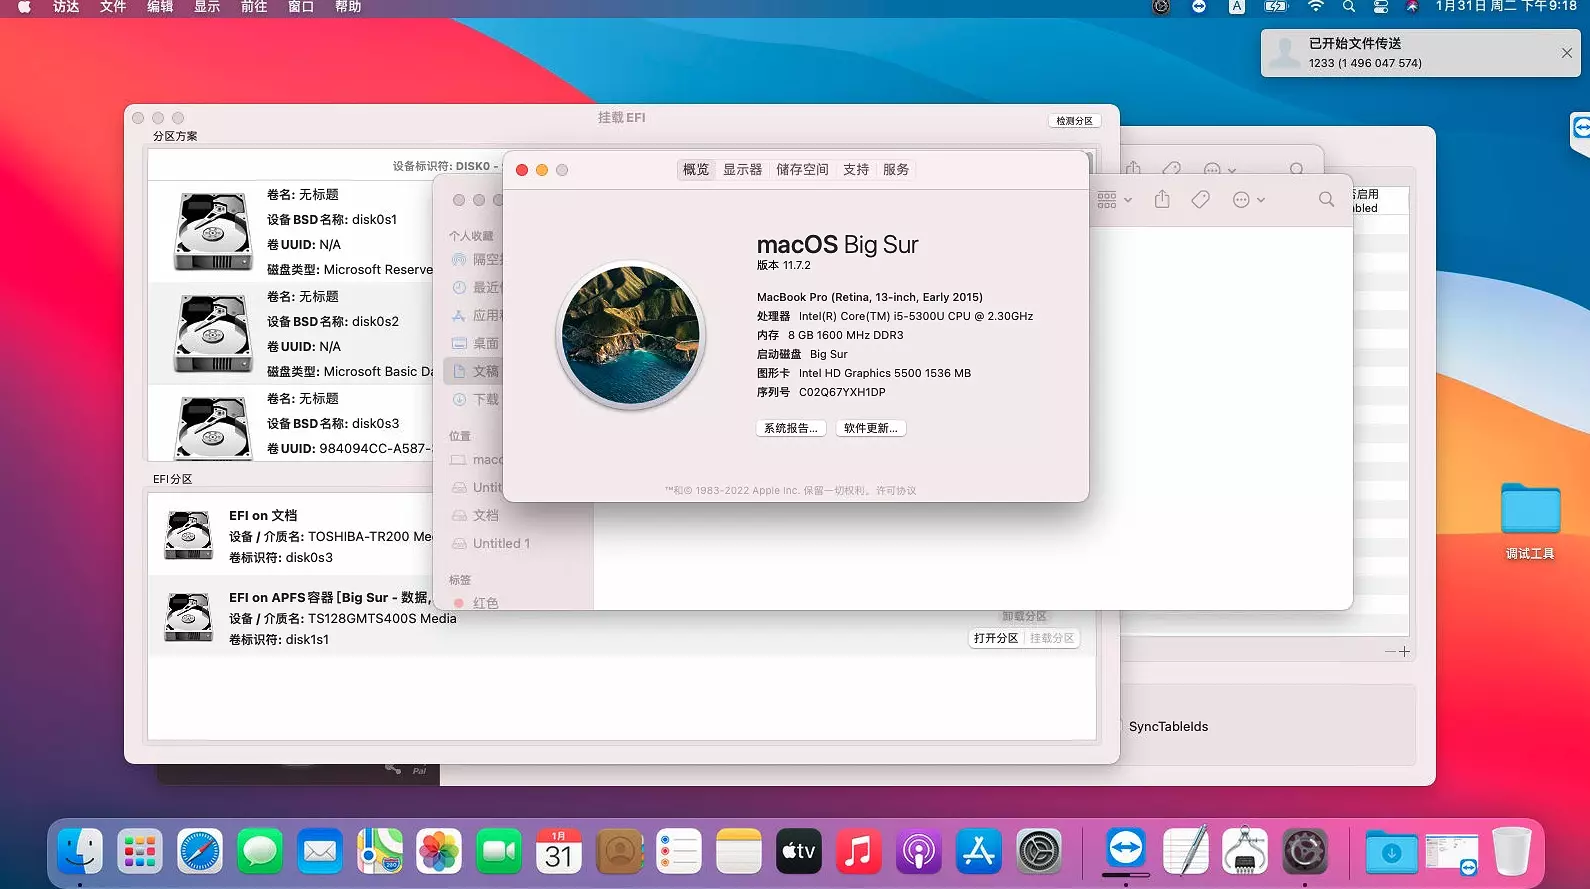 访达 文件 编辑 显示 前往 窗口 帮助
A
1月31日 周二 下午9:18
已开始文件传送
1233 (1 496 047 574)
挂载EFI
检测分区
分区方案
设备标识符: DISK0 -
卷名: 无标题
设备 BSD 名称: disk0s1
卷 UUID: N/A
磁盘类型: Microsoft Reserve
卷名: 无标题
设备 BSD 名称: disk0s2
卷 UUID: N/A
磁盘类型: Microsoft Basic Da
卷名: 无标题
设备 BSD 名称: disk0s3
卷 UUID: 984094CC-A587-
EFI分区
EFI on 文档
设备 / 介质名: TOSHIBA-TR200 Me
卷标识符: disk0s3
EFI on APFS容器 [Big Sur - 数据,
设备 / 介质名: TS128GMTS400S Media
卷标识符: disk1s1
卸载分区
打开分区 挂载分区
个人收藏
隔空
最近
应用
桌面
文稿
下载
位置
macO
Untit
文档
Untitled 1
标签
红色
概览 显示器 储存空间 支持 服务
macOS Big Sur
版本 11.7.2
MacBook Pro (Retina, 13-inch, Early 2015)
处理器 Intel(R) Core(TM) i5-5300U CPU @ 2.30GHz
内存 8 GB 1600 MHz DDR3
启动磁盘 Big Sur
图形卡 Intel HD Graphics 5500 1536 MB
序列号 C02Q67YXH1DP
系统报告... 软件更新...
™和© 1983-2022 Apple Inc. 保留一切权利。许可协议
否启用
bled
SyncTableIds
Pal
调试工具
1月
31
280
tv